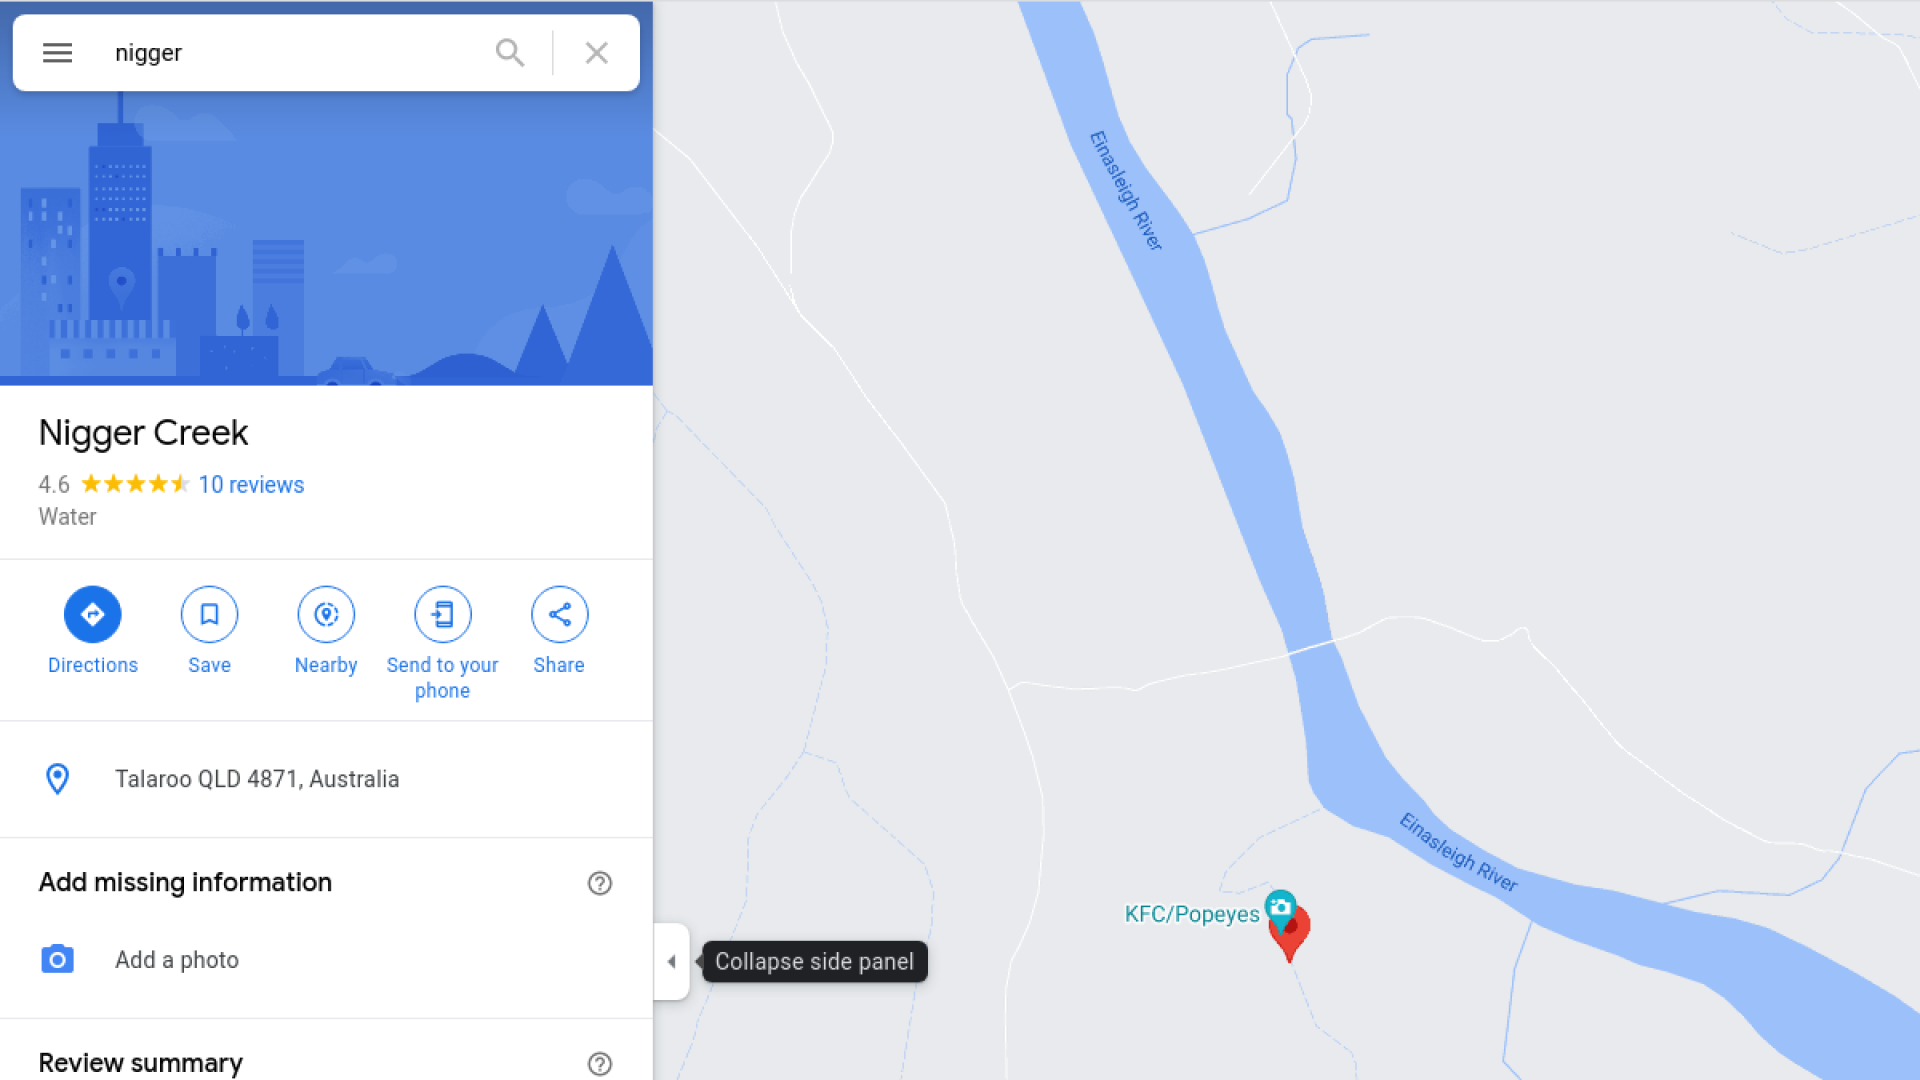 nigger
Nigger Creek
4.6 10 reviews
Water
Directions
Save
Nearby
Send to your
phone
Share
Talaroo QLD 4871, Australia
Add missing information
Add a photo
Review summary
Collapse side panel
Einasleigh River
Einasleigh River
KFC/Popeyes